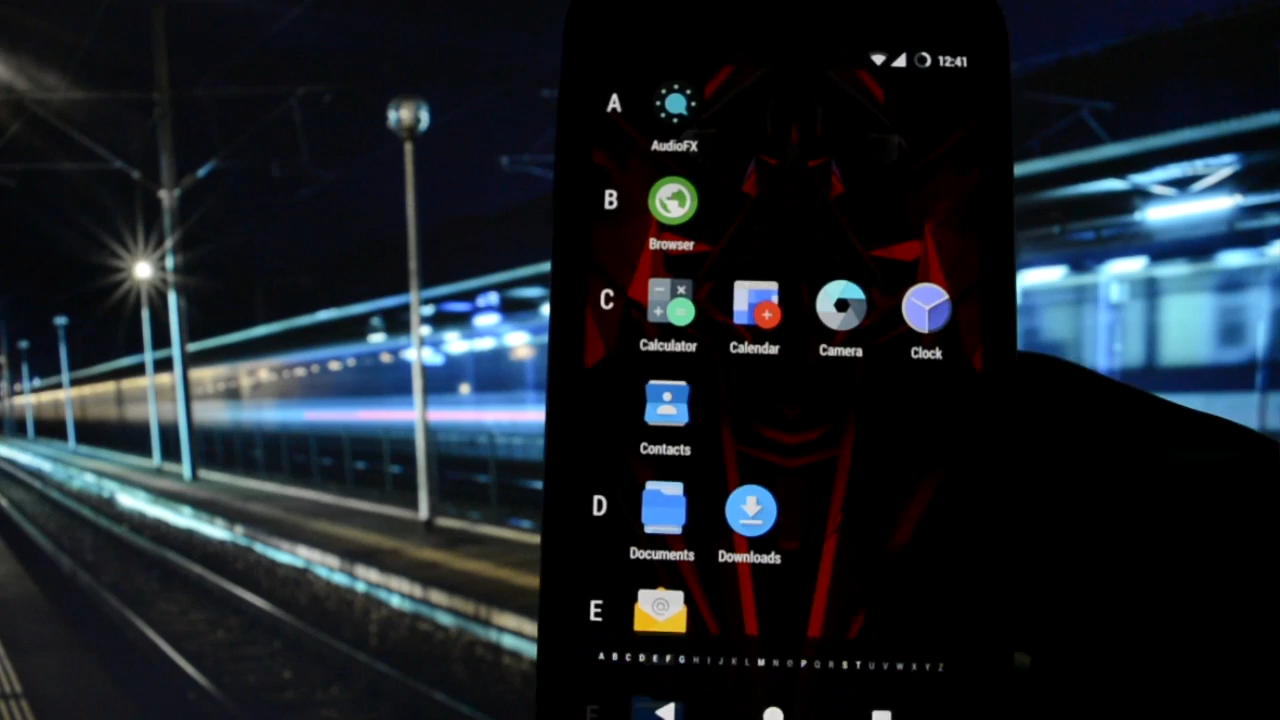 12:41
A
AudioFX
B
Browser
C
Calculator Calendar Camera Clock
Contacts
D
Documents Downloads
E
A B C D E F G H I J K L M N O P Q R S T U V W X Y Z
F